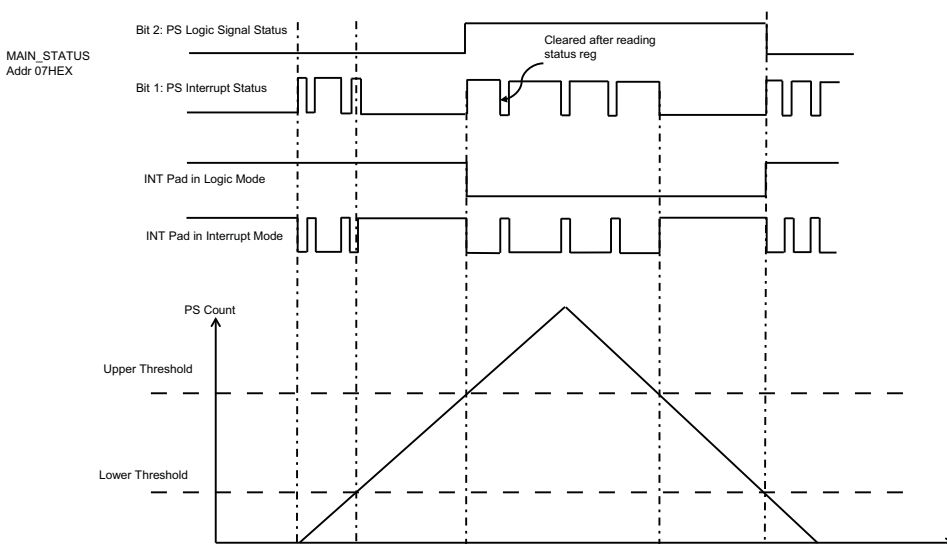 Bit 2: PS Logic Signal Status
Cleared after reading
status reg
MAIN_STATUS
Addr 07HEX
Bit 1: PS Interrupt Status
INT Pad in Logic Mode
INT Pad in Interrupt Mode
PS Count
Upper Threshold
Lower Threshold